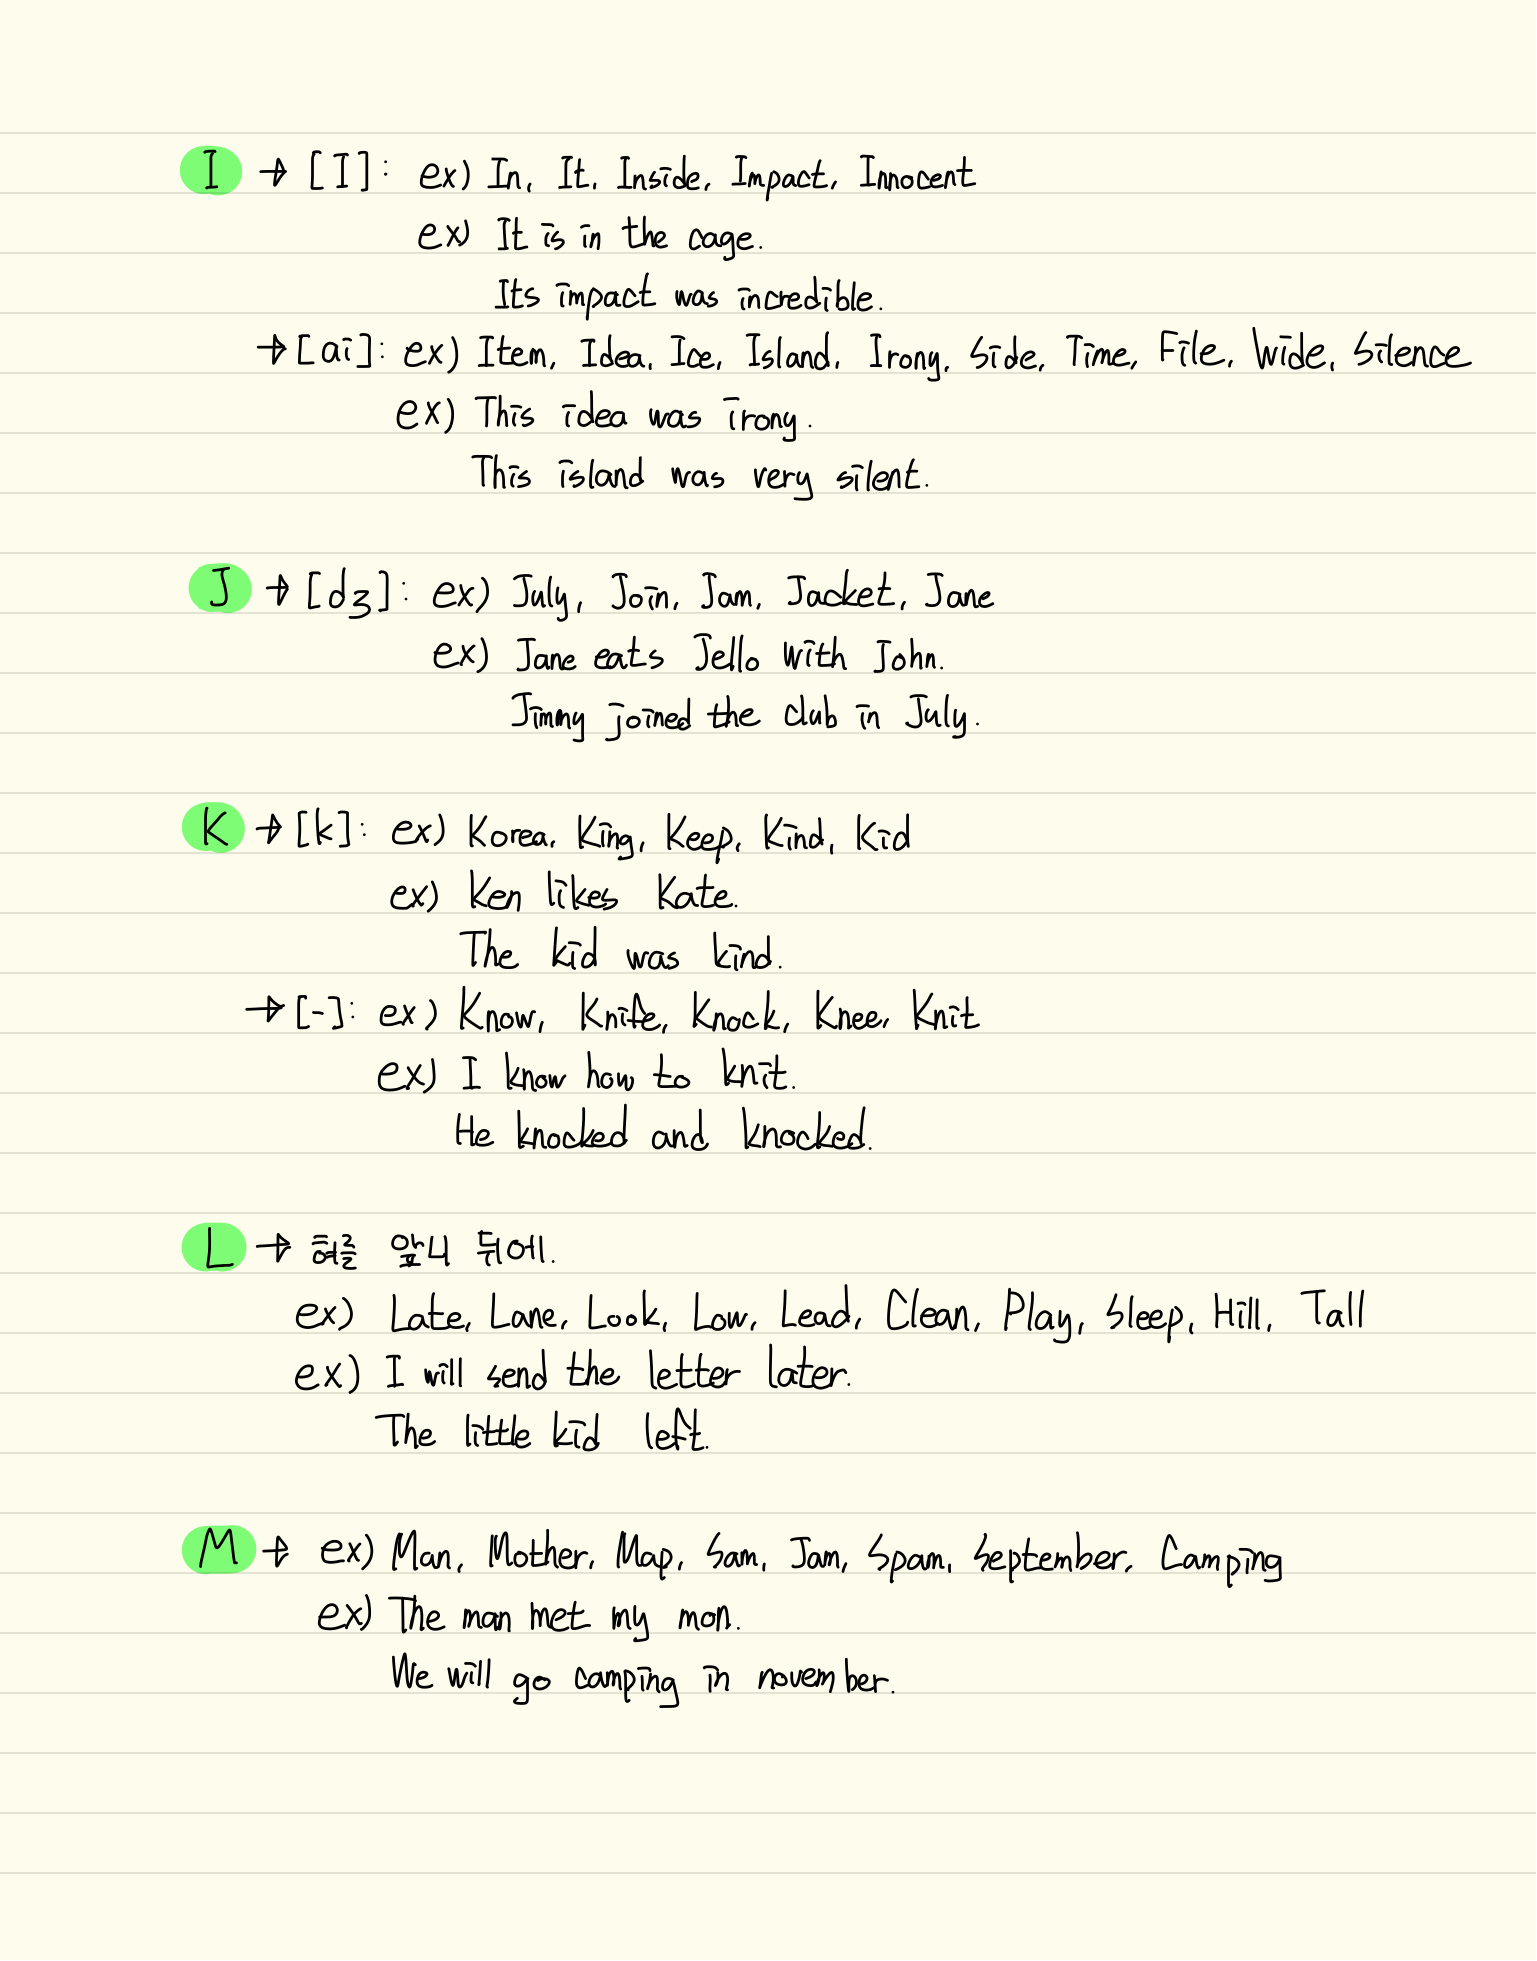 I → [I]: ex) In, It, Inside, Impact, Innocent
ex) It is in the cage.
Its impact was incredible.
→ [ai]: ex) Item, Idea, Ice, Island, Irony, Side, Time, File, Wide, Silence
ex) This idea was irony.
This island was very silent.
J → [dʒ]: ex) July, Join, Jam, Jacket, Jane
ex) Jane eats Jello with John.
Jimmy joined the club in July.
K → [k]: ex) Korea, King, Keep, Kind, Kid
ex) Ken likes Kate.
The kid was kind.
→ [-]: ex) Know, Knife, Knock, Knee, Knit
ex) I know how to knit.
He knocked and knocked.
L → 혀를 앞니 뒤에.
ex) Late, Lane, Look, Low, Lead, Clean, Play, Sleep, Hill, Tall
ex) I will send the letter later.
The little kid left.
M → ex) Man, Mother, Map, Sam, Jam, Spam, September, Camping
ex) The man met my mon.
We will go camping in november.